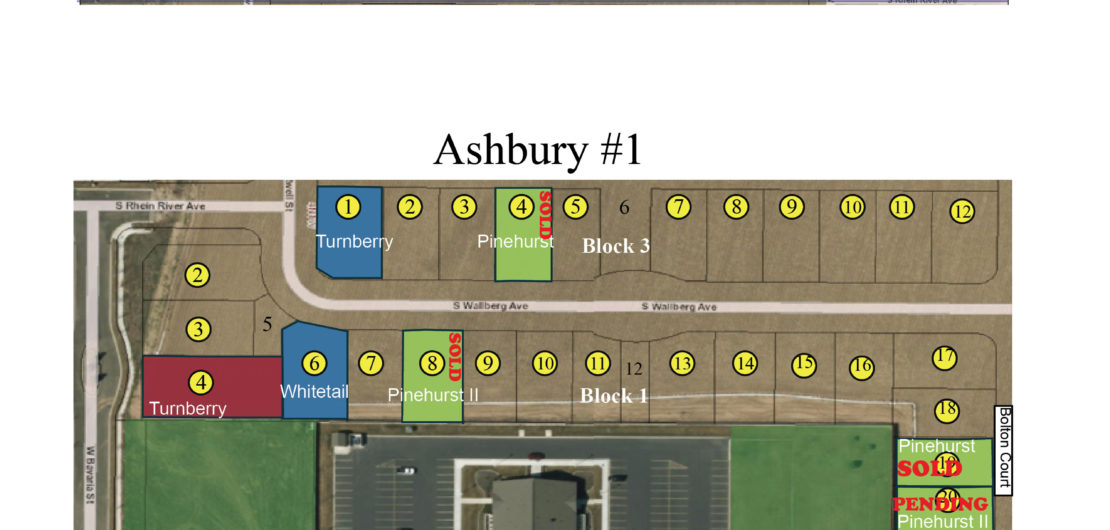 S Rhein River Ave
Ashbury #1
S Rhein River Ave
well St
1
2
3
4
SOLD
5
6
7
8
9
10
11
12
Turnberry
Pinehurst
Block 3
2
S Wallberg Ave
S Wallberg Ave
3
5
4
Turnberry
6
Whitetail
7
8
SOLD
Pinehurst II
9
10
11
12
13
14
15
16
17
Block 1
18
Bolton Court
Pinehurst
19
SOLD
20
PENDING
Pinehurst II
W Bavaria St